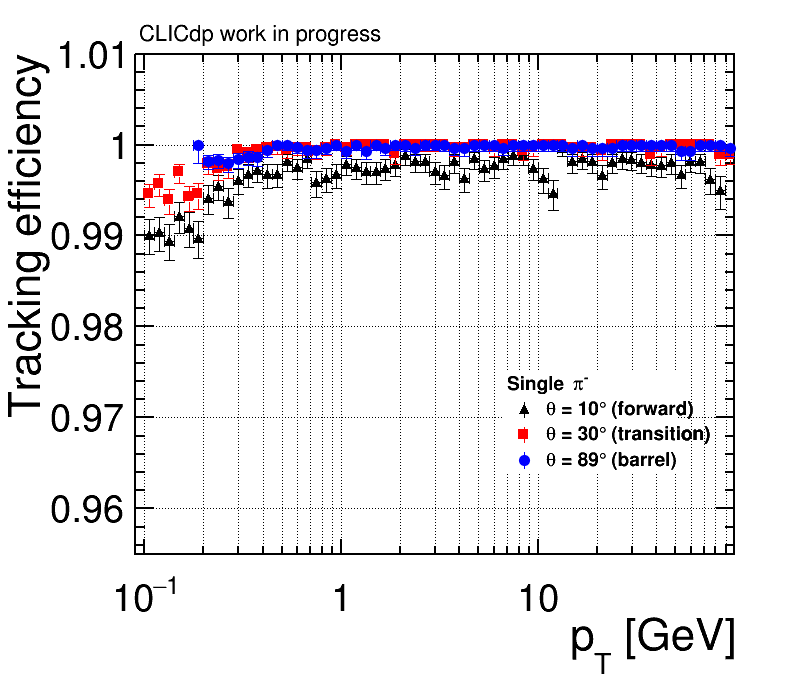 CLICdp work in progress
Tracking efficiency
1.01
1
0.99
0.98
0.97
0.96
Single π⁻
θ = 10° (forward)
θ = 30° (transition)
θ = 89° (barrel)
10⁻¹ 1 10
p_T [GeV]